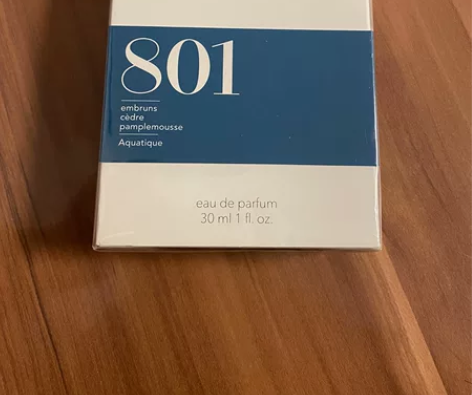 801
embruns
cèdre
pamplemousse
Aquatique
eau de parfum
30 ml 1 fl. oz.